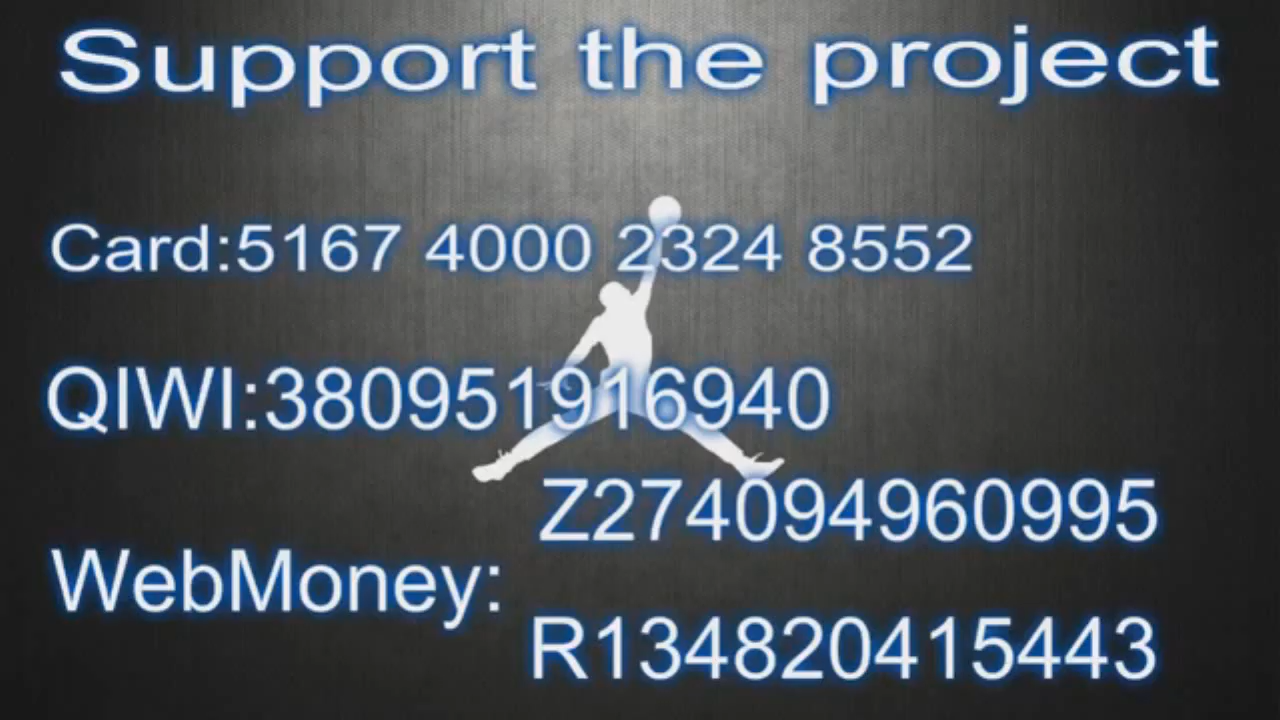 Support the project
Card:5167 4000 2324 8552
QIWI:380951916940
Z274094960995
WebMoney:
R134820415443